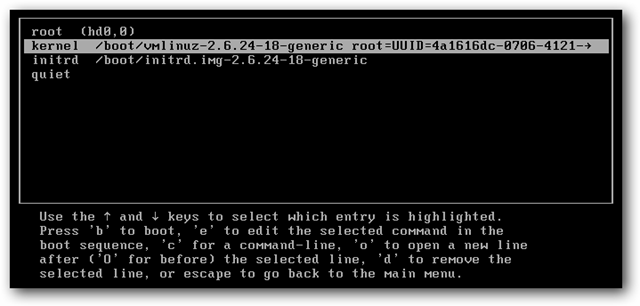 root (hd0,0)
kernel /boot/vmlinuz-2.6.24-18-generic root=UUID=4a1616dc-0706-4121-→
initrd /boot/initrd.img-2.6.24-18-generic
quiet
Use the ↑ and ↓ keys to select which entry is highlighted.
Press 'b' to boot, 'e' to edit the selected command in the
boot sequence, 'c' for a command-line, 'o' to open a new line
after ('O' for before) the selected line, 'd' to remove the
selected line, or escape to go back to the main menu.